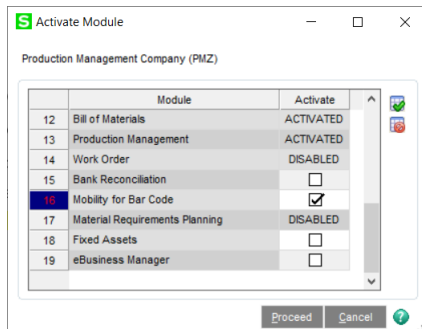 S Activate Module
Production Management Company (PMZ)
Module Activate
12 Bill of Materials ACTIVATED
13 Production Management ACTIVATED
14 Work Order DISABLED
15 Bank Reconciliation
16 Mobility for Bar Code
17 Material Requirements Planning DISABLED
18 Fixed Assets
19 eBusiness Manager
Proceed Cancel ?